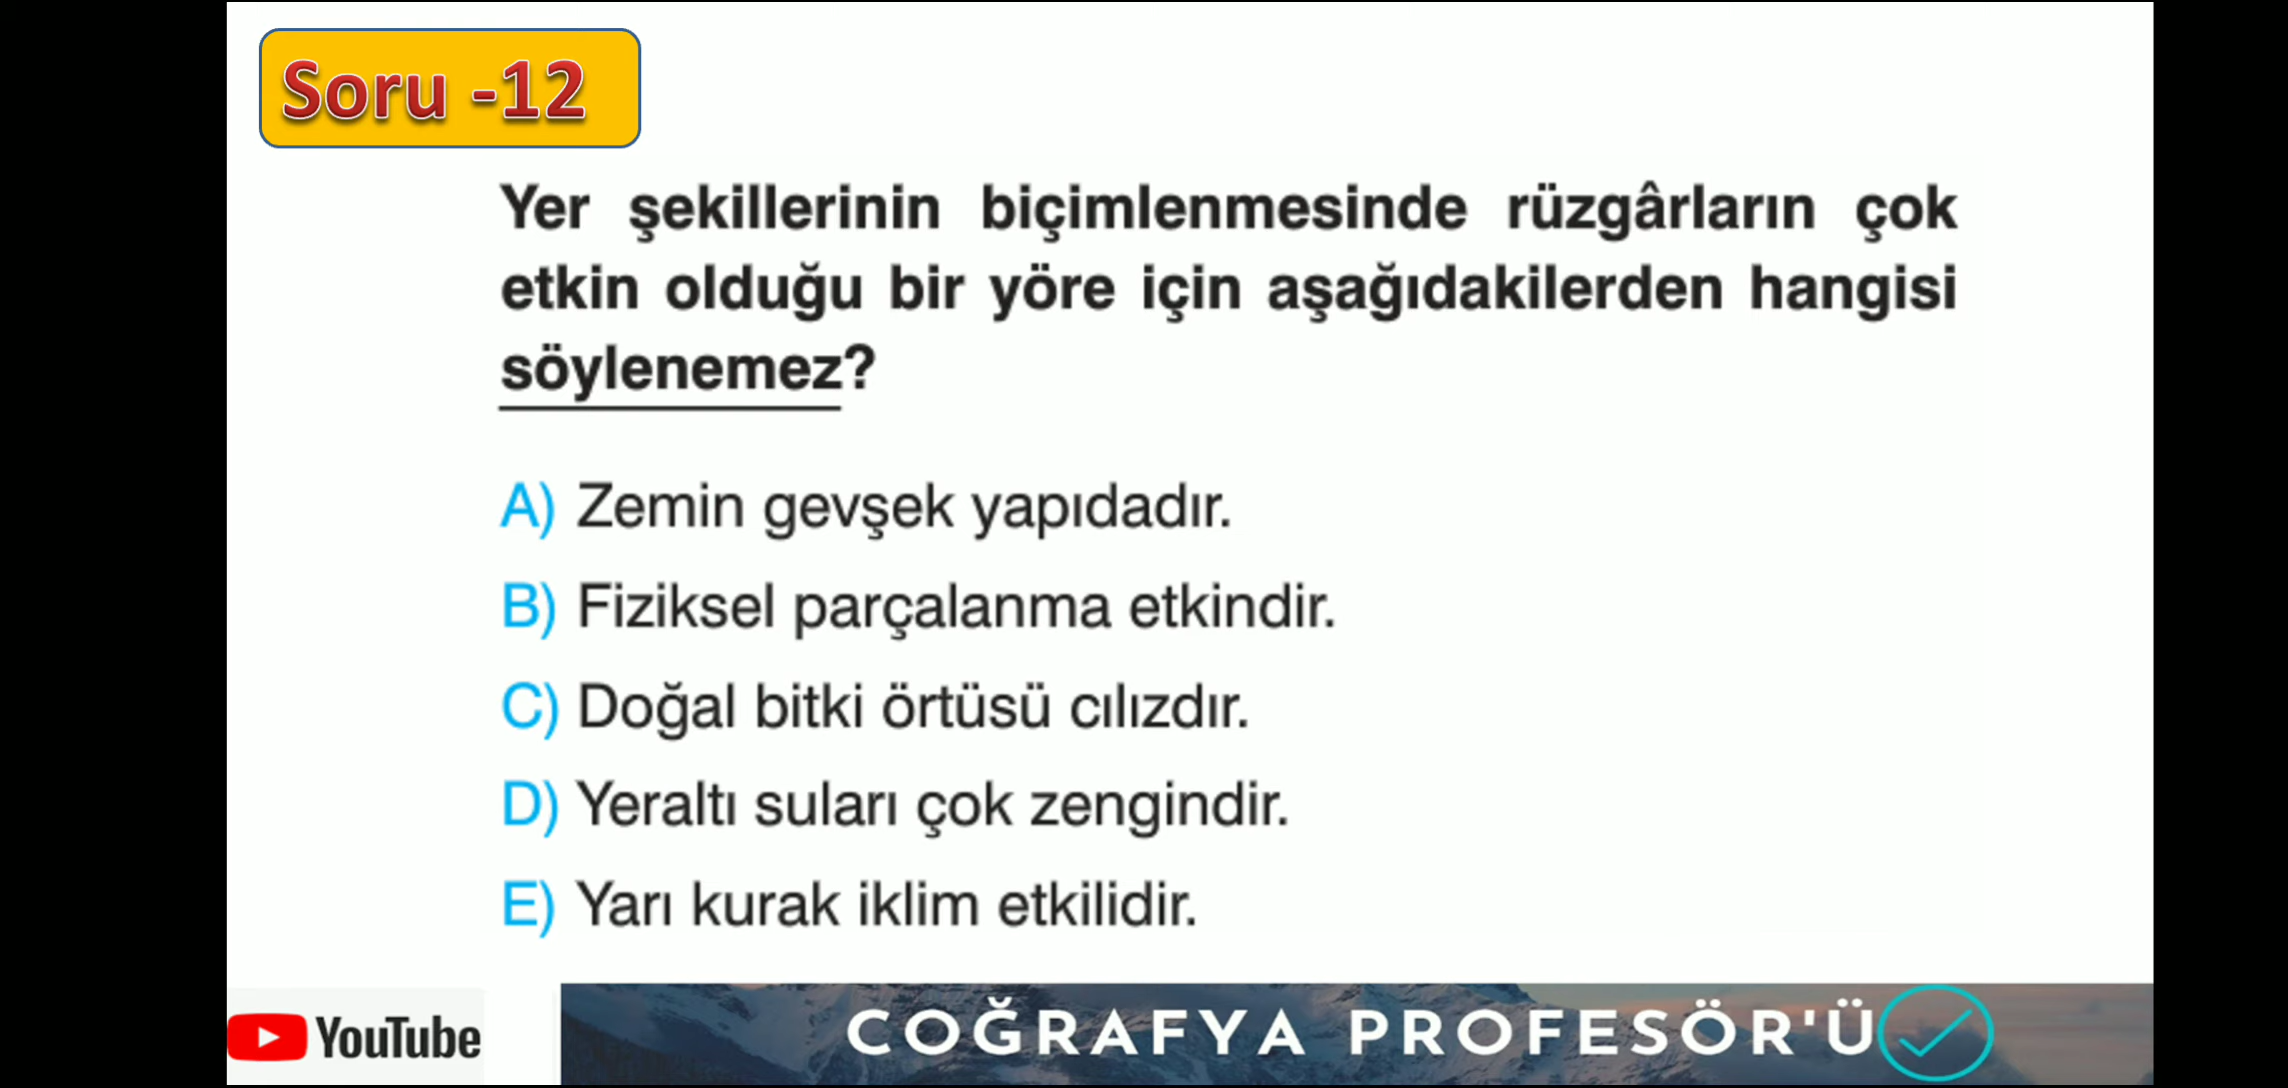 Soru -12
Yer şekillerinin biçimlenmesinde rüzgârların çok
etkin olduğu bir yöre için aşağıdakilerden hangisi
söylenemez?
A) Zemin gevşek yapıdadır.
B) Fiziksel parçalanma etkindir.
C) Doğal bitki örtüsü cılızdır.
D) Yeraltı suları çok zengindir.
E) Yarı kurak iklim etkilidir.
YouTube
COĞRAFYA PROFESÖR'Ü